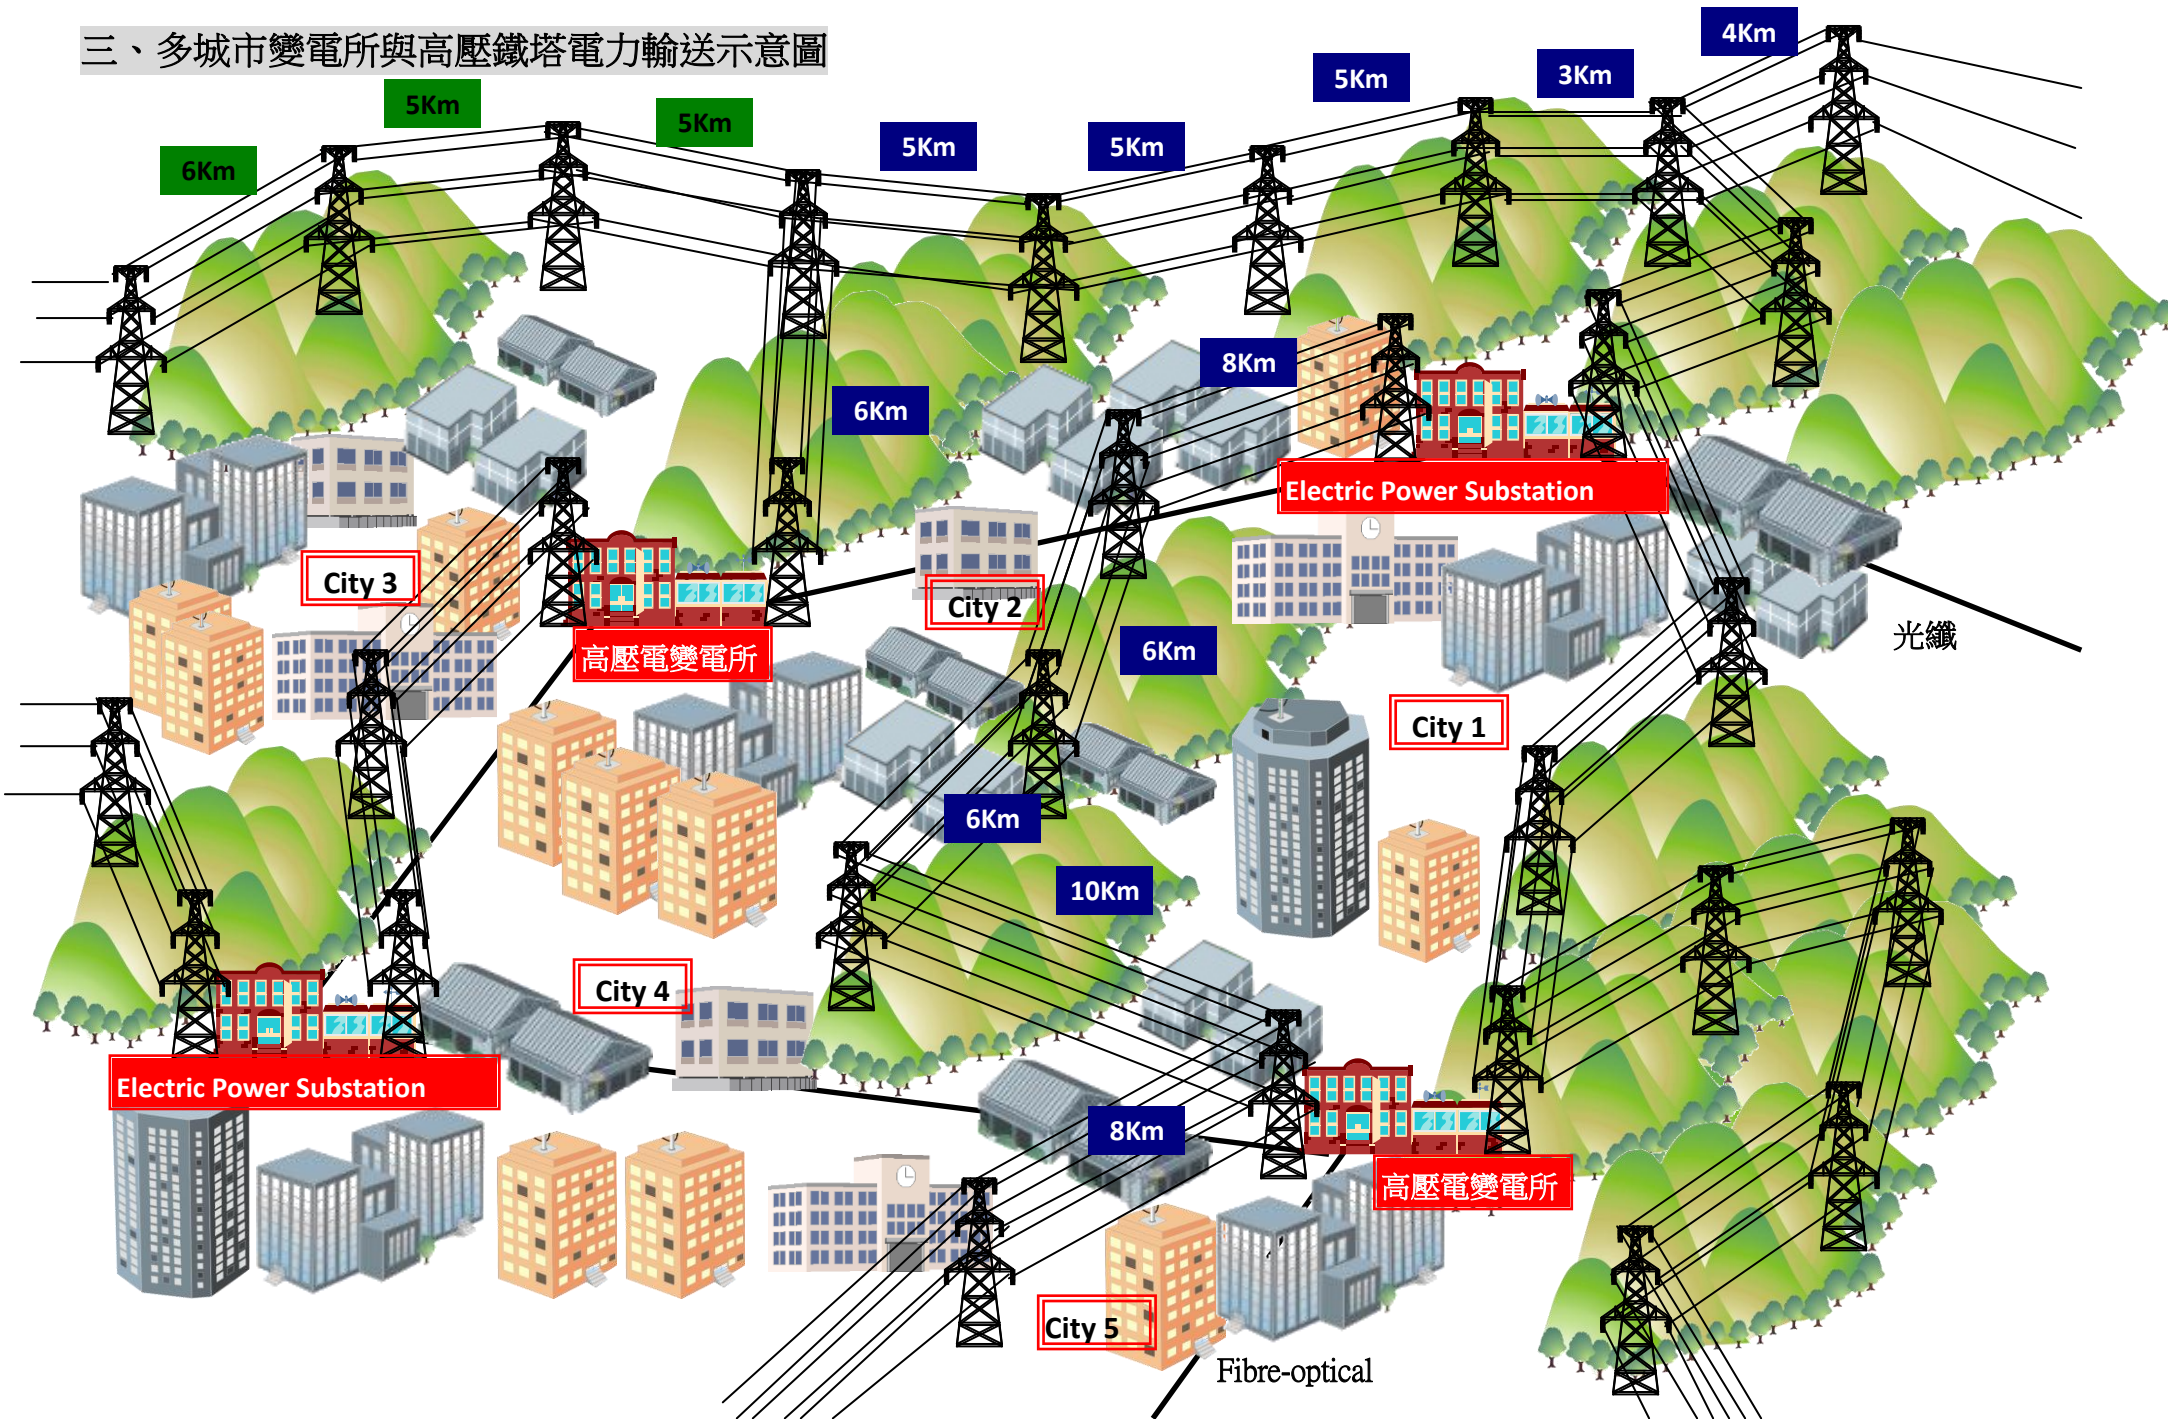 三、多城市變電所與高壓鐵塔電力輸送示意圖
4Km
5Km
3Km
5Km
5Km
5Km
5Km
6Km
8Km
6Km
Electric Power Substation
City 3
City 2
光纖
高壓電變電所
6Km
City 1
6Km
10Km
City 4
Electric Power Substation
8Km
高壓電變電所
City 5
Fibre-optical